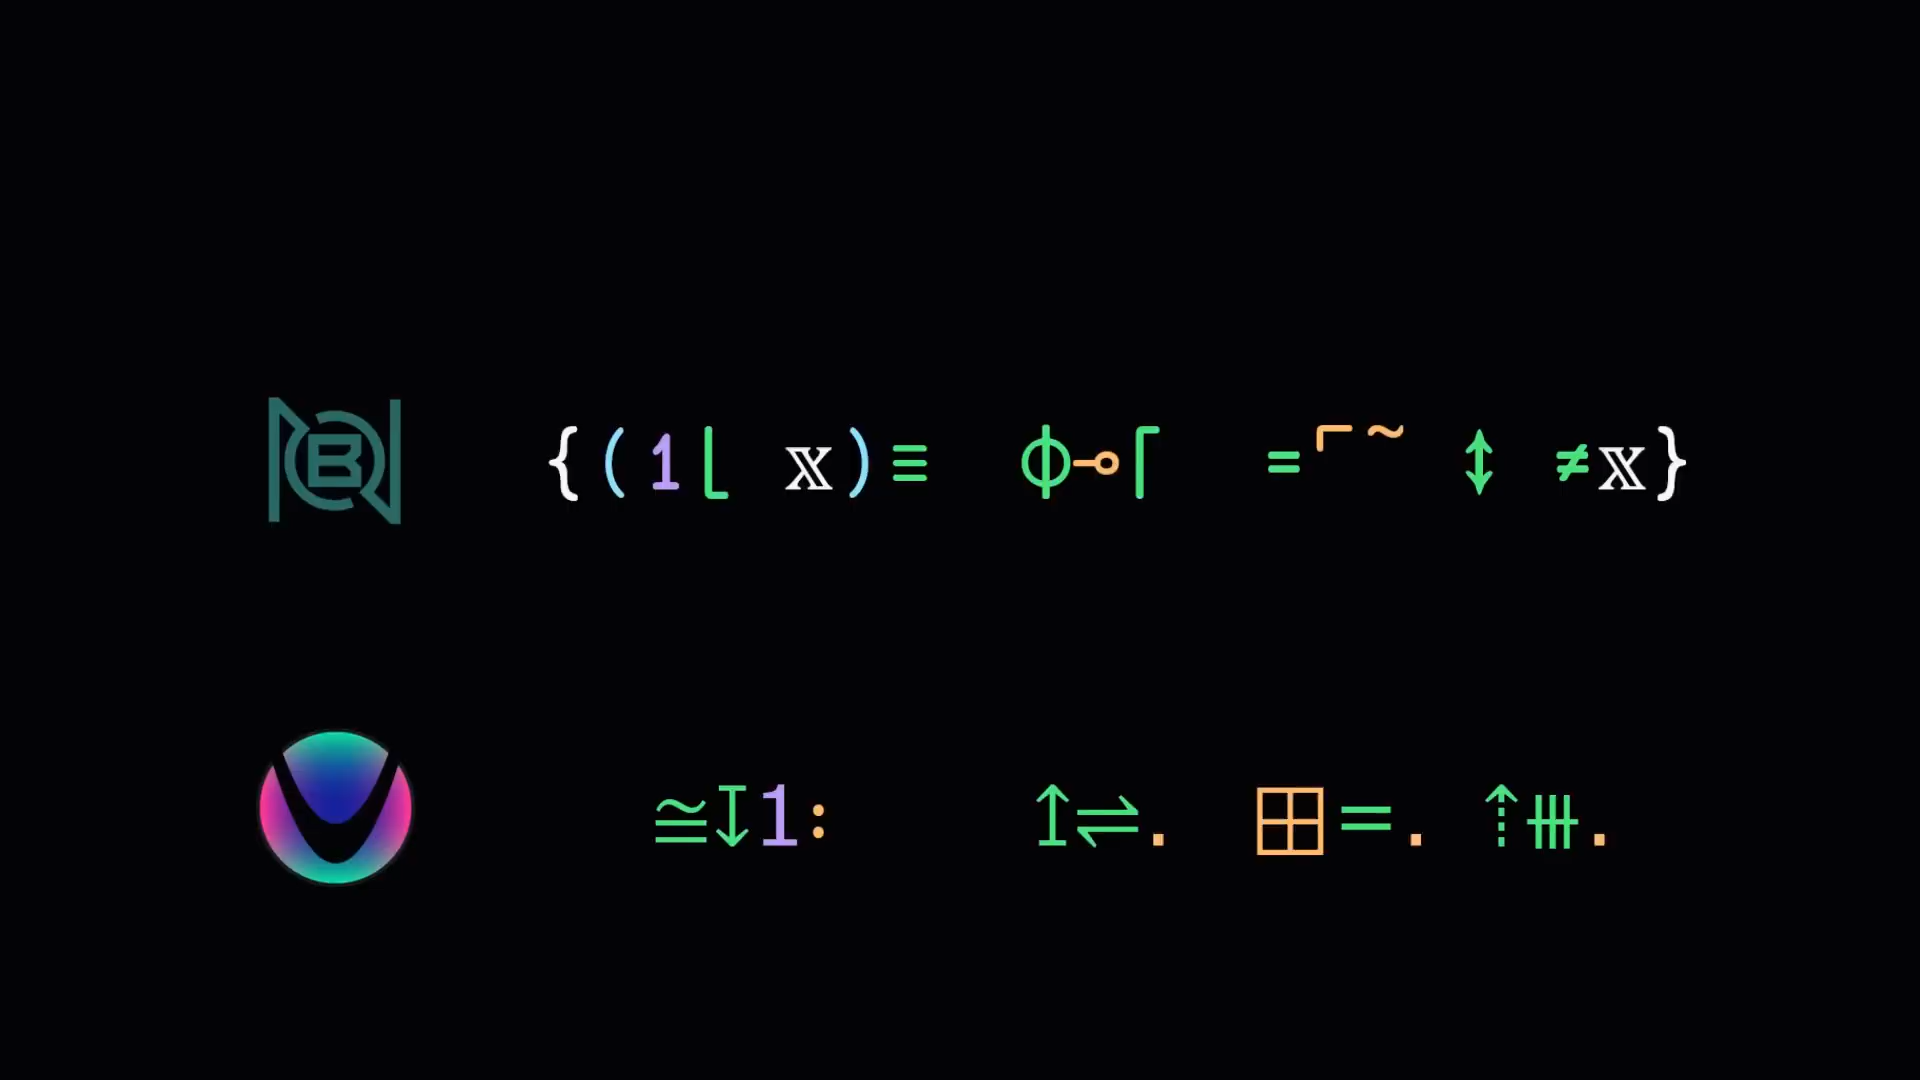 {(1⌊ 𝕩)≡ ⌽⊸⌈ =⌜˜ ↕ ≠𝕩}
≅↧1: ↥⇌. ⊞=. ⇡⧻.